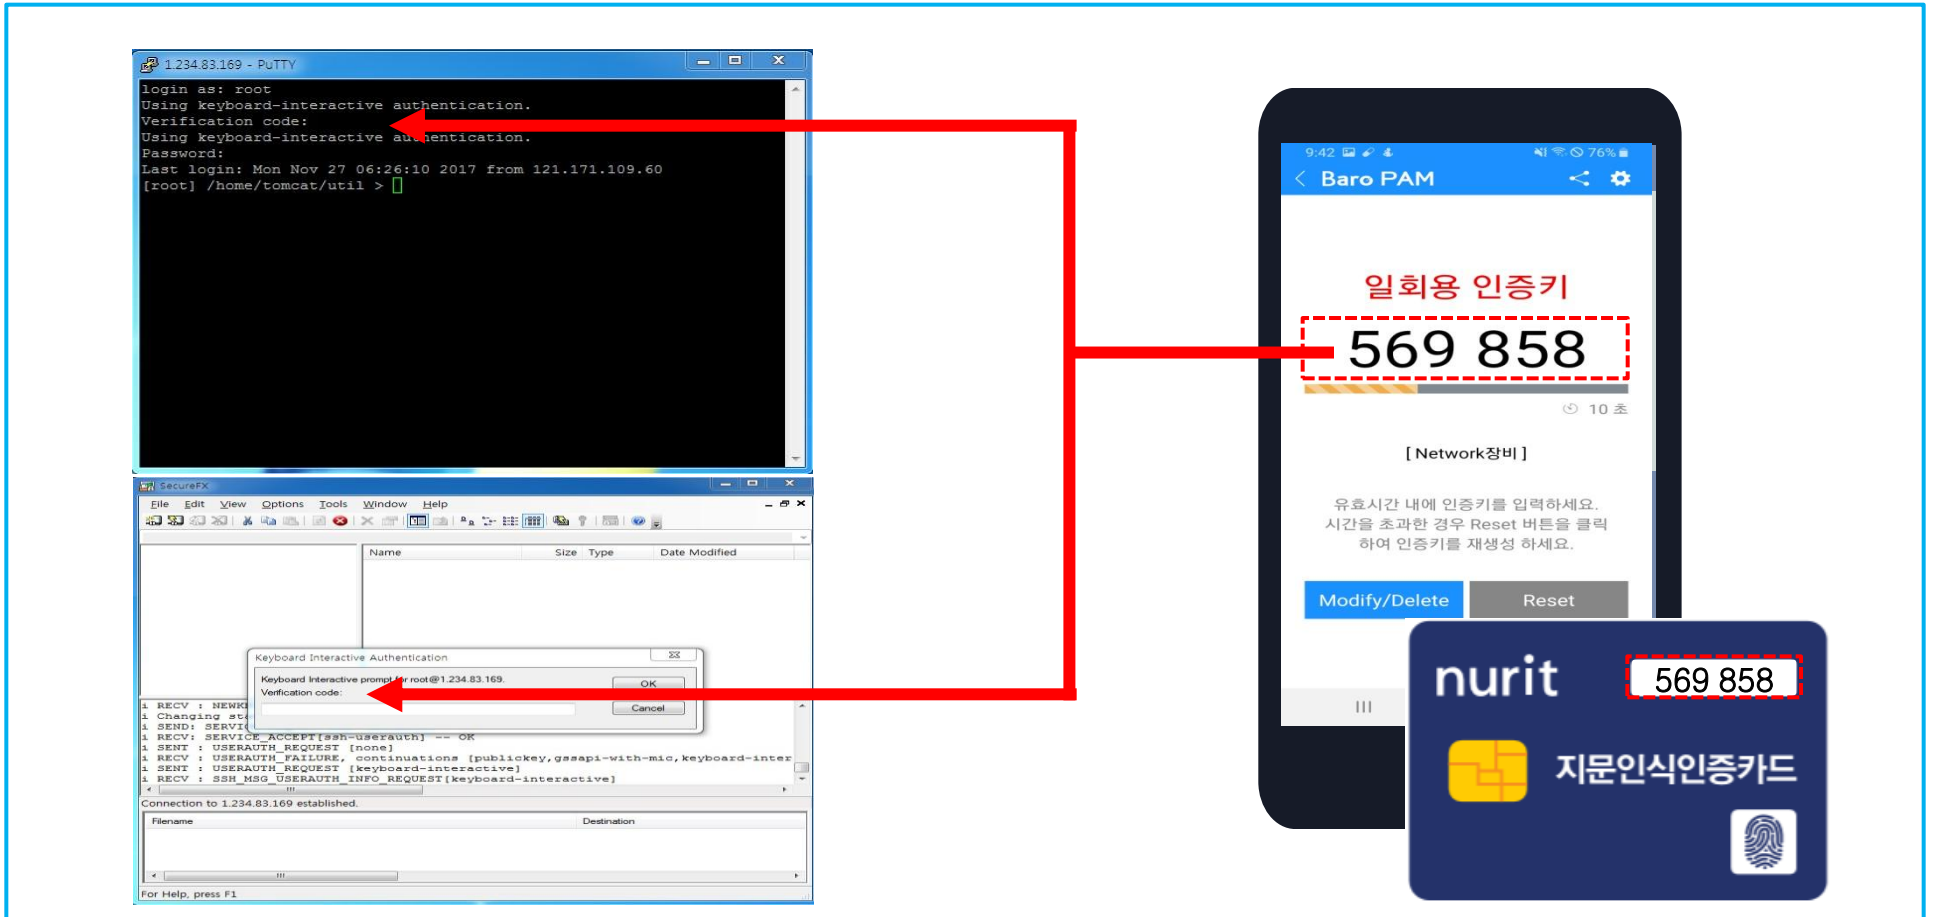 1.234.83.169 - PuTTY
login as: root
Using keyboard-interactive authentication.
Verification code:
Using keyboard-interactive authentication.
Password:
Last login: Mon Nov 27 06:26:10 2017 from 121.171.109.60
[root] /home/tomcat/util >
SecureFX
File Edit View Options Tools Window Help
Name Size Type Date Modified
Keyboard Interactive Authentication
Keyboard Interactive prompt for root@1.234.83.169.
Verification code:
OK
Cancel
i RECV : NEWK
i Changing st
i SEND: SERVIC
i RECV: SERVICE_ACCEPT[ssh-userauth] -- OK
i SENT : USERAUTH_REQUEST [none]
i RECV : USERAUTH_FAILURE, continuations [publickey,gssapi-with-mic,keyboard-inter
i SENT : USERAUTH_REQUEST [keyboard-interactive]
i RECV : SSH_MSG_USERAUTH_INFO_REQUEST[keyboard-interactive]
Connection to 1.234.83.169 established.
Filename Destination
For Help, press F1
9:42 76%
Baro PAM
일회용 인증키
569 858
10 초
[ Network장비 ]
유효시간 내에 인증키를 입력하세요.
시간을 초과한 경우 Reset 버튼을 클릭
하여 인증키를 재생성 하세요.
Modify/Delete Reset
nurit 569 858
지문인식인증카드